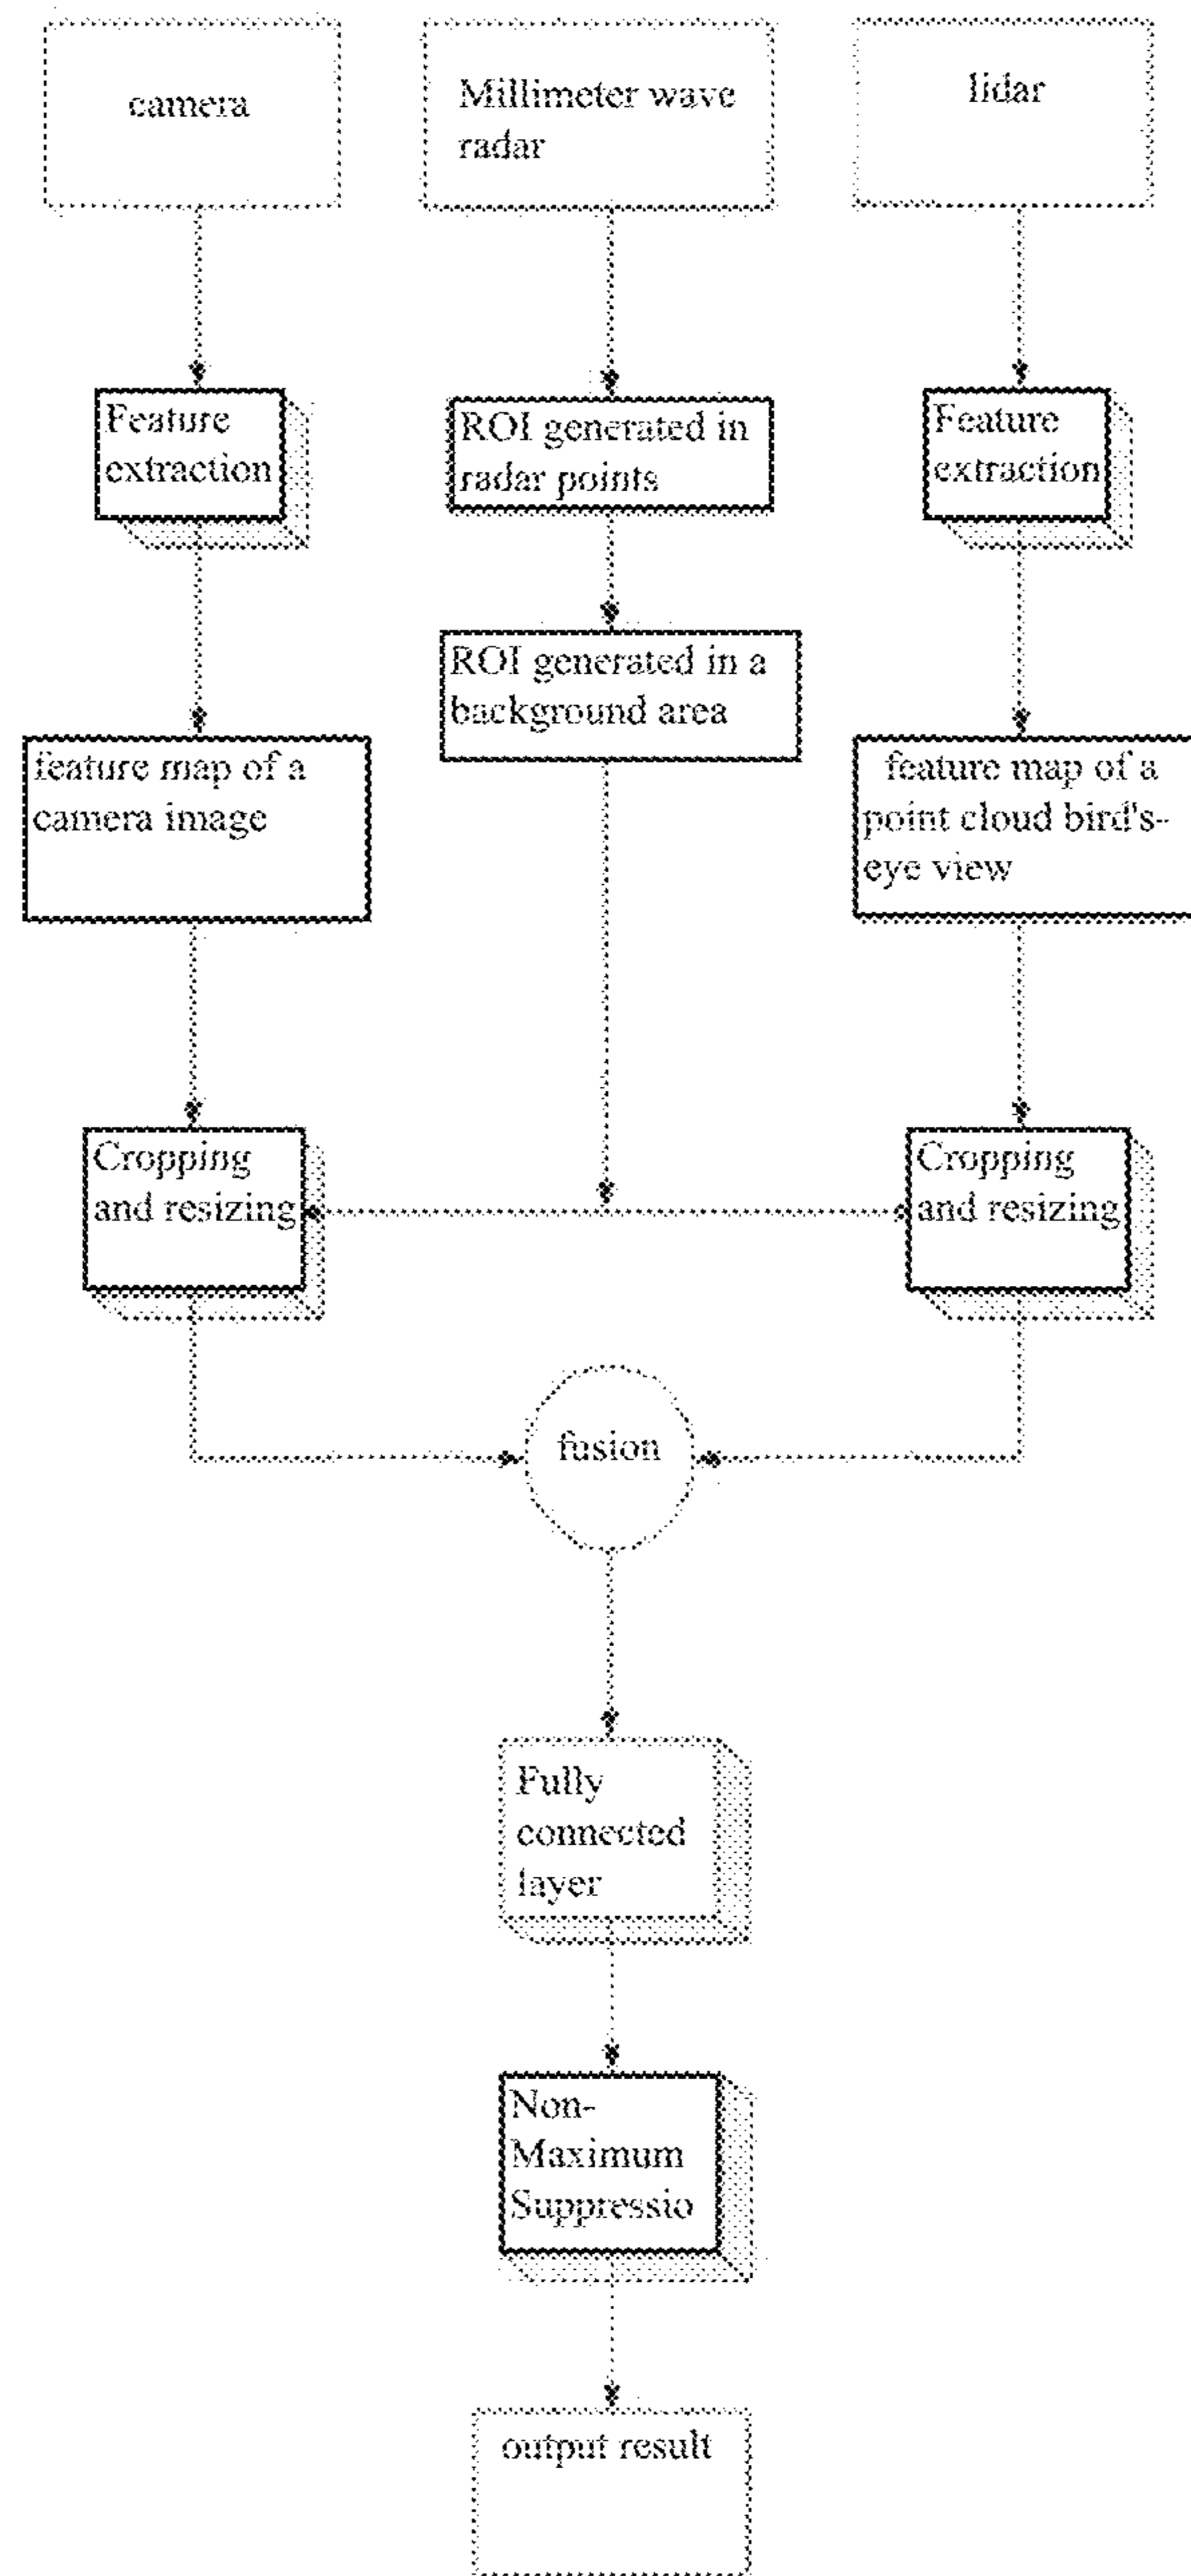 camera
Millimeter wave
radar
lidar
Feature
extraction
ROI generated in
radar points
Feature
extraction
ROI generated in a
background area
feature map of a
camera image
feature map of a
point cloud bird's-
eye view
Cropping
and resizing
Cropping
and resizing
fusion
Fully
connected
layer
Non-
Maximum
Suppressio
output result